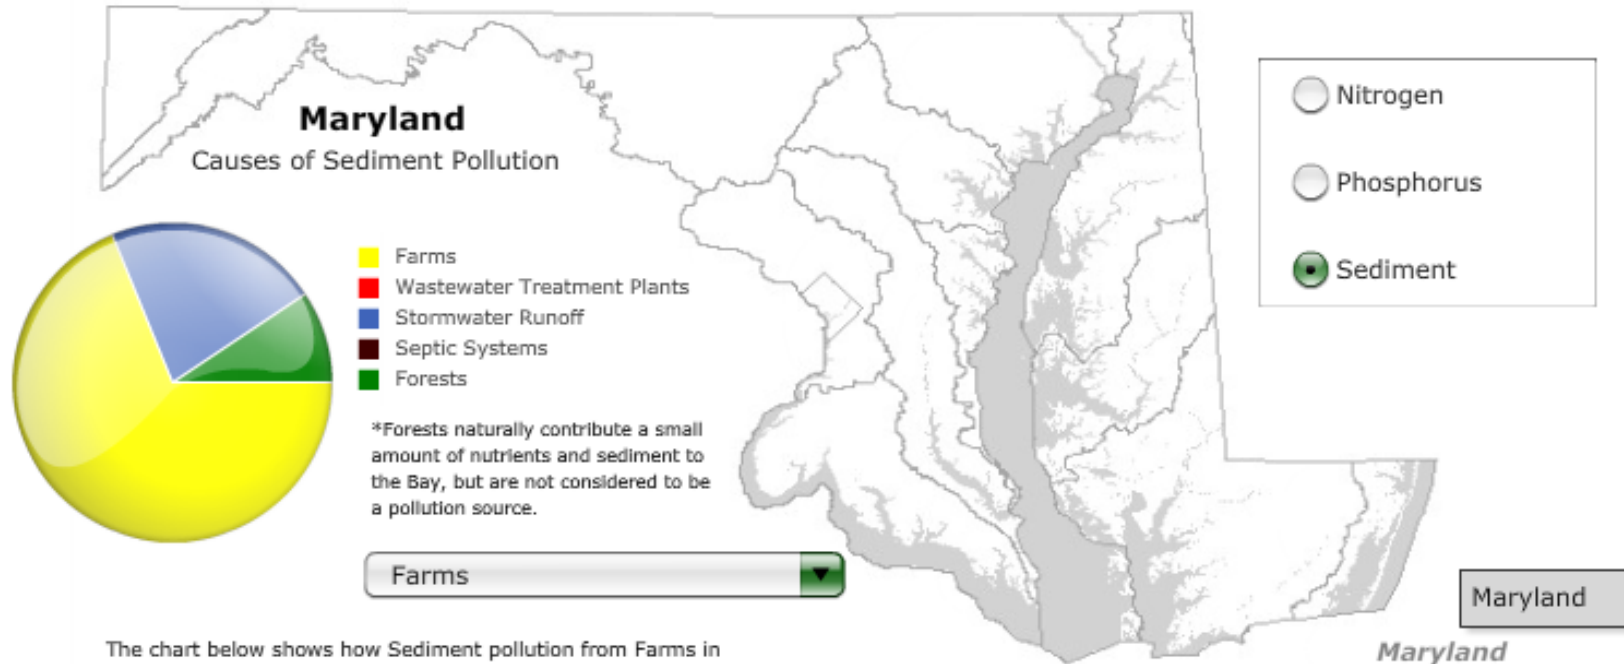 Maryland
Causes of Sediment Pollution
Farms
Wastewater Treatment Plants
Stormwater Runoff
Septic Systems
Forests
*Forests naturally contribute a small
amount of nutrients and sediment to
the Bay, but are not considered to be
a pollution source.
Farms
The chart below shows how Sediment pollution from Farms in
Nitrogen
Phosphorus
Sediment
Maryland
Maryland